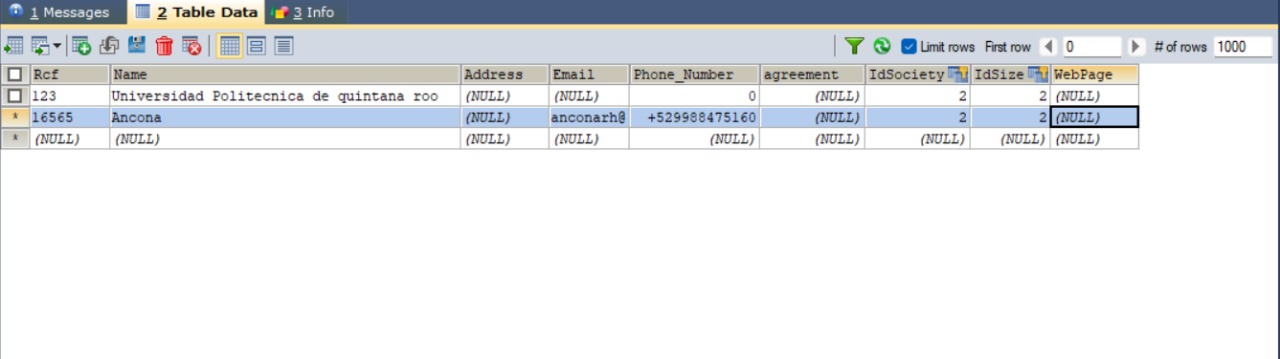 1 Messages 2 Table Data 3 Info
Limit rows First row 0 # of rows 1000
Rcf Name Address Email Phone_Number agreement IdSociety IdSize WebPage
123 Universidad Politecnica de quintana roo (NULL) (NULL) 0 (NULL) 2 2 (NULL)
* 16565 Ancona (NULL) anconarh@ +529988475160 (NULL) 2 2 (NULL)
* (NULL) (NULL) (NULL) (NULL) (NULL) (NULL) (NULL) (NULL) (NULL)